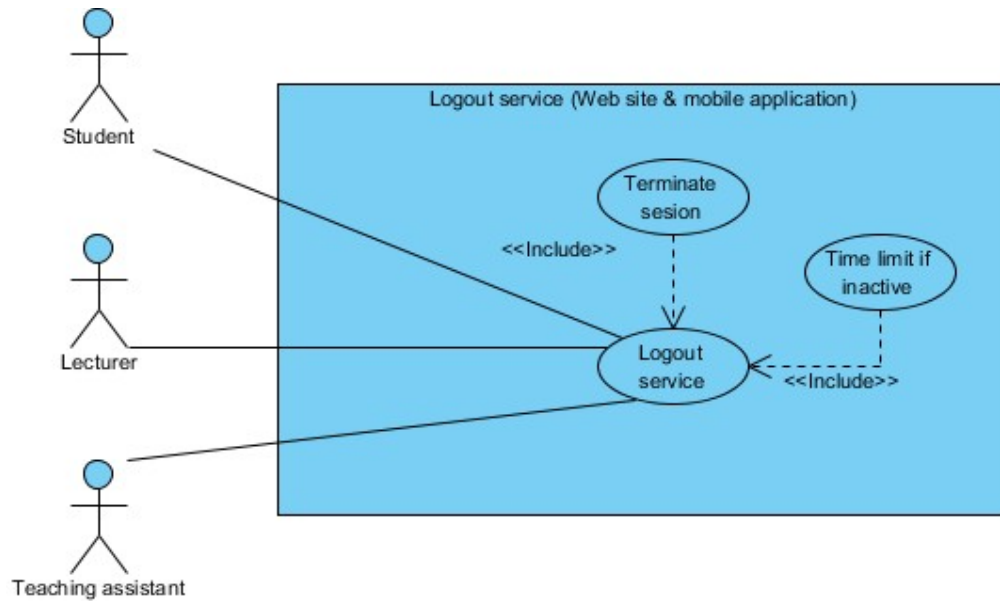 Student
Logout service (Web site & mobile application)
Terminate
sesion
<<Include>>
Time limit if
inactive
Lecturer
Logout
service
<<Include>>
Teaching assistant